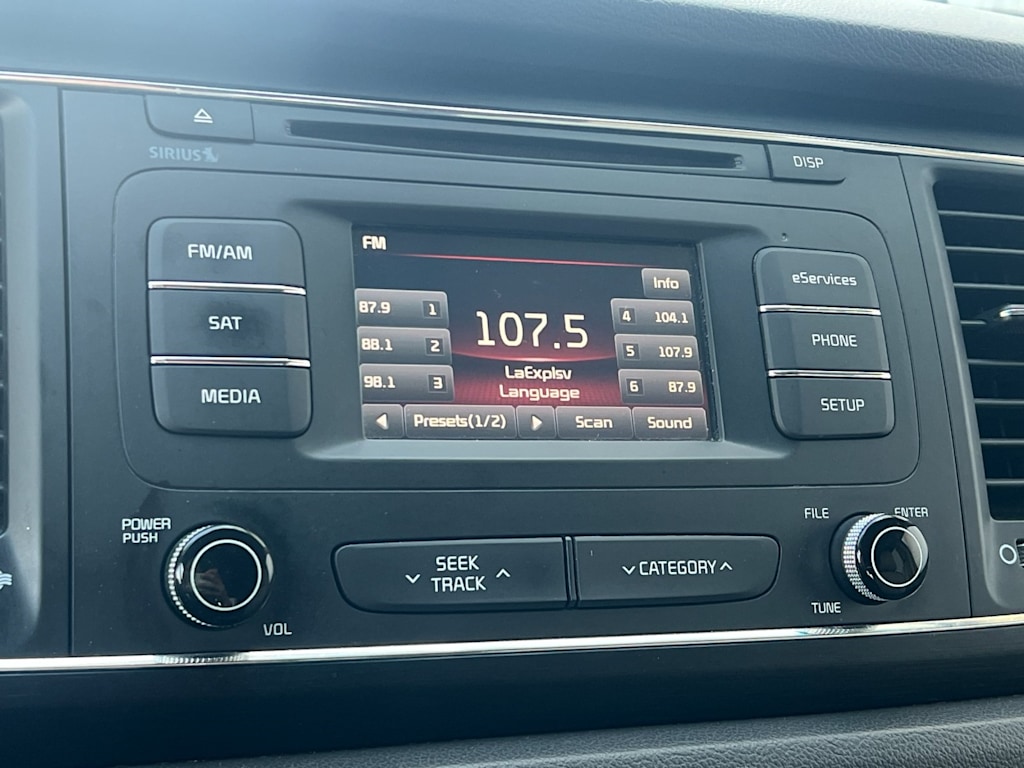 SIRIUS
DISP
FM/AM
SAT
MEDIA
FM
Info
87.9 1
88.1 2
98.1 3
107.5
LaExplsv
Language
4 104.1
5 107.9
6 87.9
Presets(1/2)
Scan
Sound
eServices
PHONE
SETUP
POWER
PUSH
VOL
SEEK
TRACK
CATEGORY
FILE
ENTER
TUNE